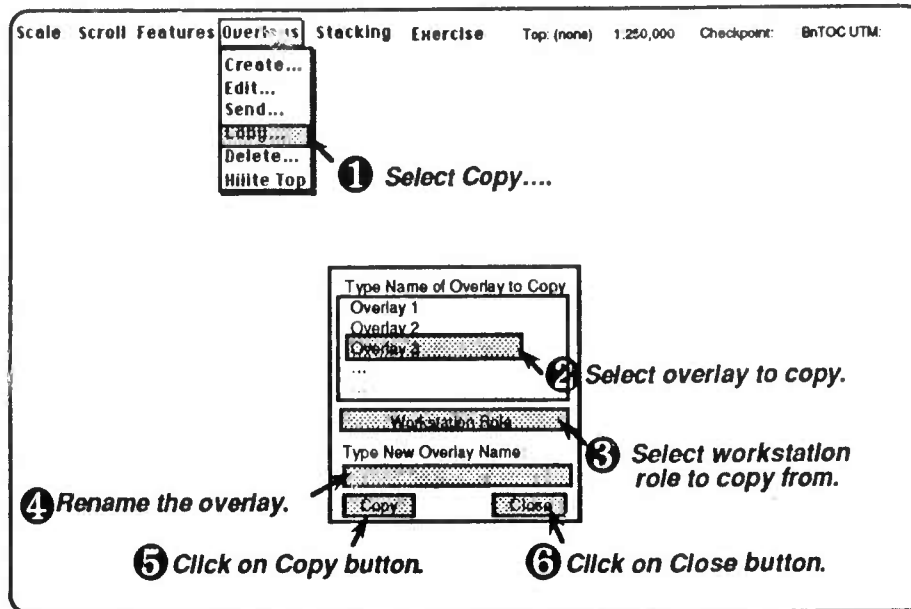 Scale Scroll Features Overlays Stacking Exercise Top: (none) 1:250,000 Checkpoint: BnTOC UTM:
Create...
Edit...
Send...
Copy...
Delete...
Hilite Top
1 Select Copy....
Type Name of Overlay to Copy
Overlay 1
Overlay 2
Overlay 3
...
2 Select overlay to copy.
Workstation Role
3 Select workstation
role to copy from.
Type New Overlay Name
4 Rename the overlay.
Copy Close
5 Click on Copy button.
6 Click on Close button.